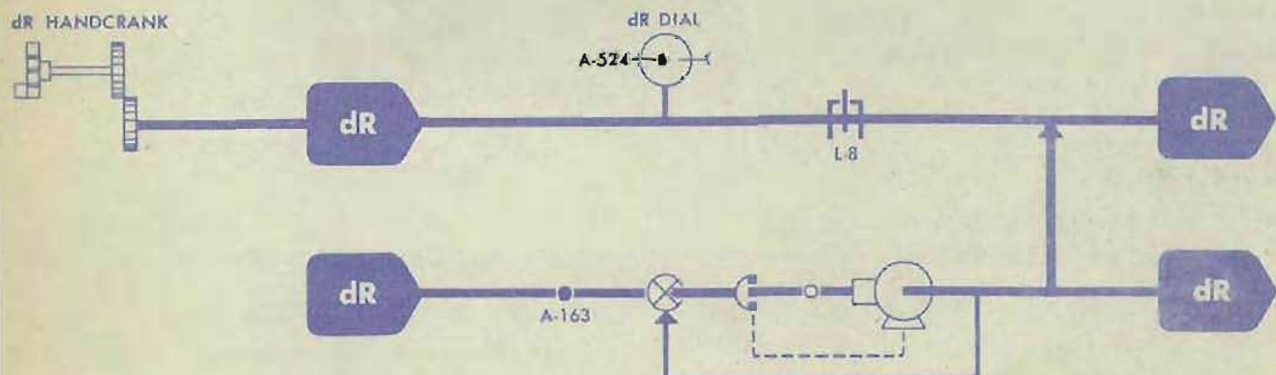 dR HANDCRANK
dR DIAL
A-524
dR
dR
L-8
dR
dR
A-163